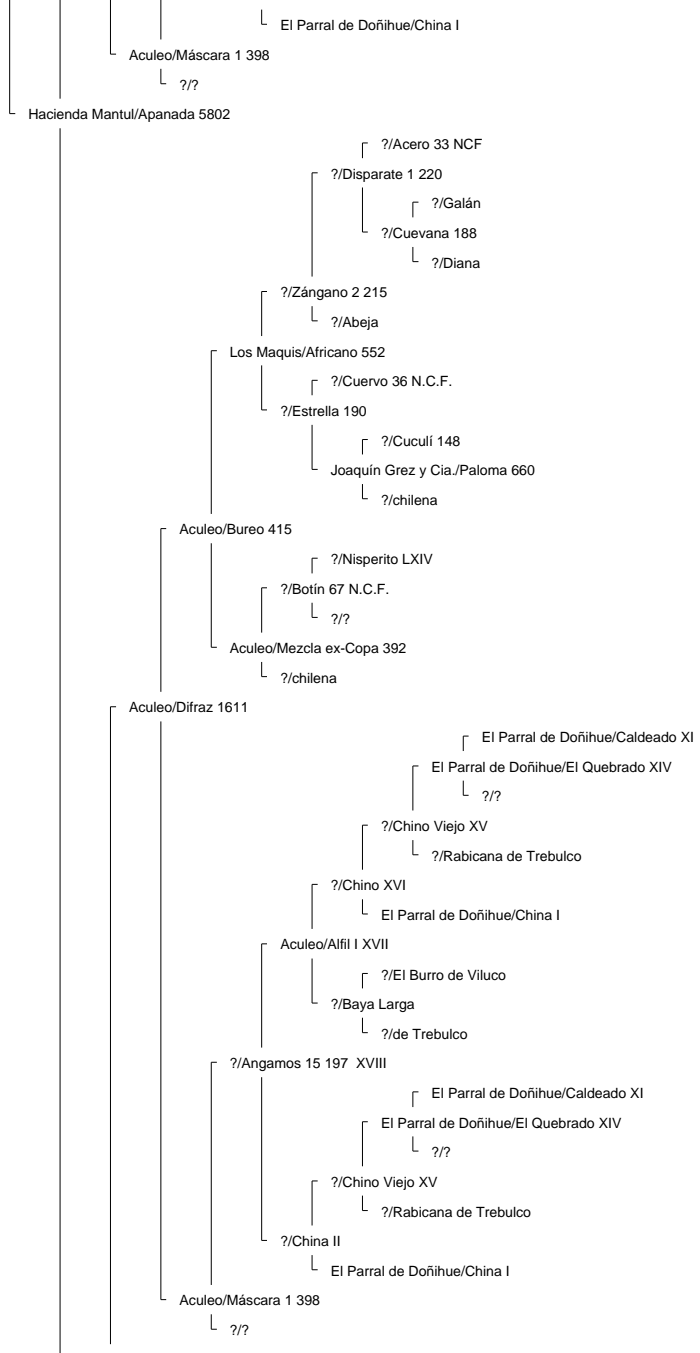 El Parral de Doñihue/China I
Aculeo/Máscara 1 398
?/?
Hacienda Mantul/Apanada 5802
?/Acero 33 NCF
?/Disparate 1 220
?/Galán
?/Cuevana 188
?/Diana
?/Zángano 2 215
?/Abeja
Los Maquis/Africano 552
?/Cuervo 36 N.C.F.
?/Estrella 190
?/Cuculí 148
Joaquín Grez y Cia./Paloma 660
?/chilena
Aculeo/Bureo 415
?/Nisperito LXIV
?/Botín 67 N.C.F.
?/?
Aculeo/Mezcla ex-Copa 392
?/chilena
Aculeo/Difraz 1611
El Parral de Doñihue/Caldeado XI
El Parral de Doñihue/El Quebrado XIV
?/?
?/Chino Viejo XV
?/Rabicana de Trebulco
?/Chino XVI
El Parral de Doñihue/China I
Aculeo/Alfil I XVII
?/El Burro de Viluco
?/Baya Larga
?/de Trebulco
?/Angamos 15 197  XVIII
El Parral de Doñihue/Caldeado XI
El Parral de Doñihue/El Quebrado XIV
?/?
?/Chino Viejo XV
?/Rabicana de Trebulco
?/China II
El Parral de Doñihue/China I
Aculeo/Máscara 1 398
?/?